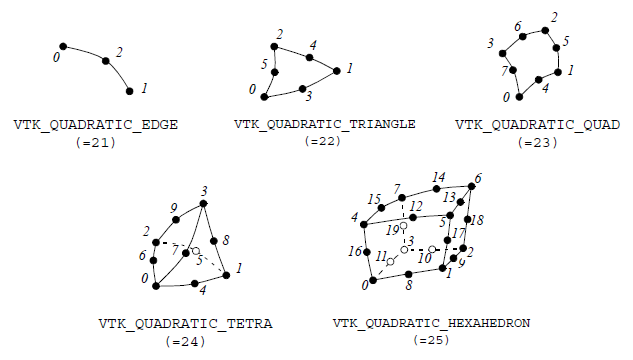 0 2 1
VTK_QUADRATIC_EDGE
(=21)
2 4 5 1 0 3
VTK_QUADRATIC_TRIANGLE
(=22)
2 6 3 5 7 1 4 0
VTK_QUADRATIC_QUAD
(=23)
3 9 2 8 7 5 6 1 0 4
VTK_QUADRATIC_TETRA
(=24)
14 6 7 15 13 12 4 5 18 19 17 3 2 16 11 10 9 1 0 8
VTK_QUADRATIC_HEXAHEDRON
(=25)